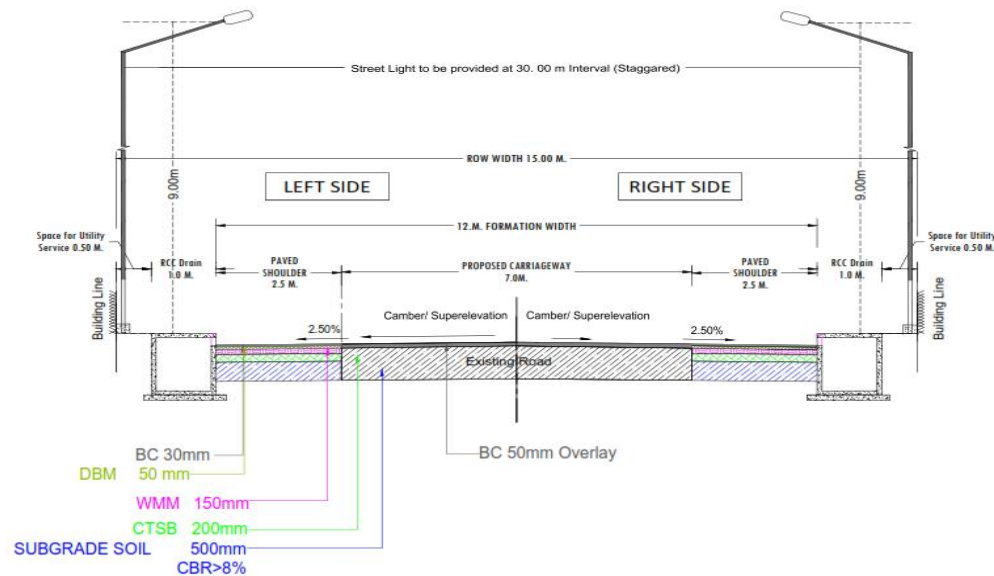 Street Light to be provided at 30. 00 m Interval (Staggared)
ROW WIDTH 15.00 M.
9.00m
9.00m
LEFT SIDE
RIGHT SIDE
12.M. FORMATION WIDTH
Space for Utility
Service 0.50 M.
RCC Drain
1.0 M.
PAVED
SHOULDER
2.5 M.
PROPOSED CARRIAGEWAY
7.0M.
PAVED
SHOULDER
2.5 M.
RCC Drain
1.0 M.
Space for Utility
Service 0.50 M.
Building Line
Building Line
Camber/ Superelevation
Camber/ Superelevation
2.50%
2.50%
Existing Road
BC 30mm
BC 50mm Overlay
DBM 50 mm
WMM 150mm
CTSB 200mm
SUBGRADE SOIL 500mm
CBR>8%